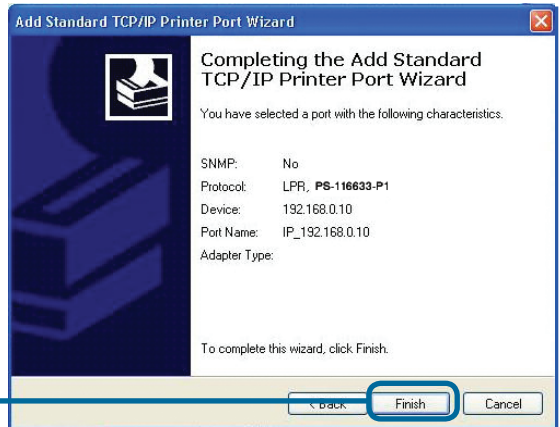 Add Standard TCP/IP Printer Port Wizard
Completing the Add Standard
TCP/IP Printer Port Wizard
You have selected a port with the following characteristics.
SNMP: No
Protocol: LPR, PS-116633-P1
Device: 192.168.0.10
Port Name: IP_192.168.0.10
Adapter Type:
To complete this wizard, click Finish.
< Back Finish Cancel